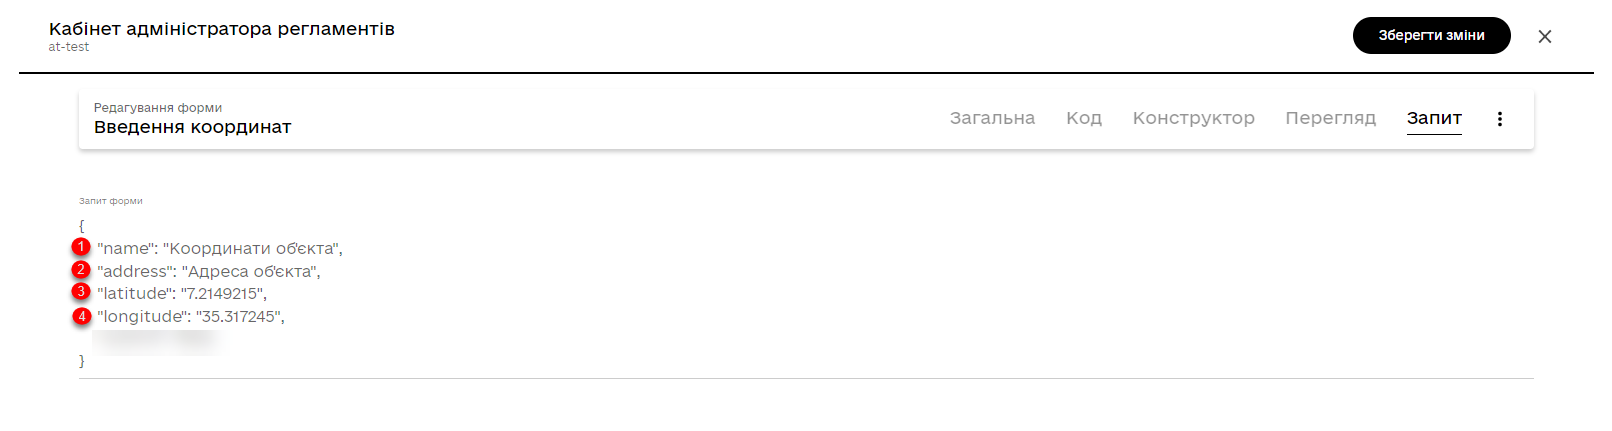 Кабінет адміністратора регламентів
at-test
Зберегти зміни
Редагування форми
Введення координат
Загальна Код Конструктор Перегляд Запит
Запит форми
{
1 "name": "Координати об'єкта",
2 "address": "Адреса об'єкта",
3 "latitude": "7.2149215",
4 "longitude": "35.317245",
}